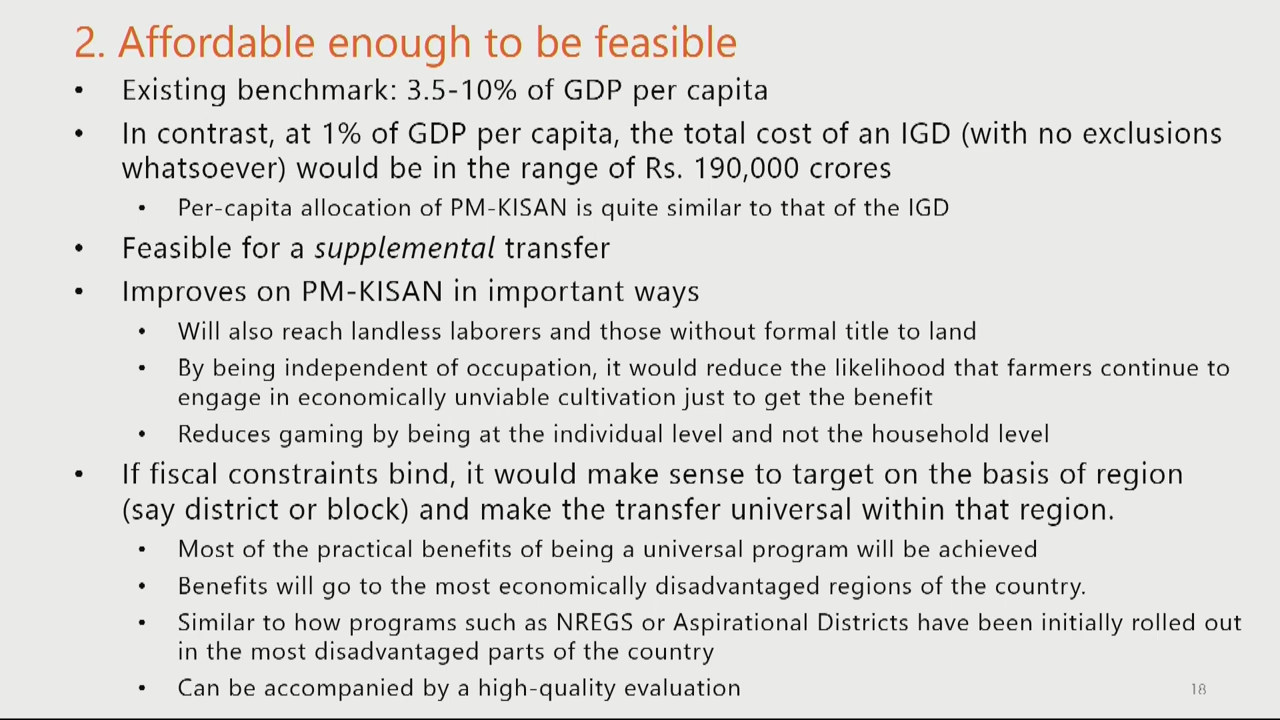 2. Affordable enough to be feasible
• Existing benchmark: 3.5-10% of GDP per capita
• In contrast, at 1% of GDP per capita, the total cost of an IGD (with no exclusions
whatsoever) would be in the range of Rs. 190,000 crores
• Per-capita allocation of PM-KISAN is quite similar to that of the IGD
• Feasible for a supplemental transfer
• Improves on PM-KISAN in important ways
• Will also reach landless laborers and those without formal title to land
• By being independent of occupation, it would reduce the likelihood that farmers continue to
engage in economically unviable cultivation just to get the benefit
• Reduces gaming by being at the individual level and not the household level
• If fiscal constraints bind, it would make sense to target on the basis of region
(say district or block) and make the transfer universal within that region.
• Most of the practical benefits of being a universal program will be achieved
• Benefits will go to the most economically disadvantaged regions of the country.
• Similar to how programs such as NREGS or Aspirational Districts have been initially rolled out
in the most disadvantaged parts of the country
• Can be accompanied by a high-quality evaluation
18